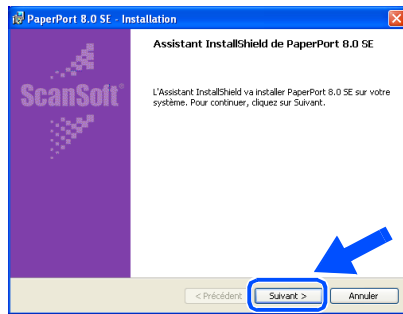 PaperPort 8.0 SE - Installation
Assistant InstallShield de PaperPort 8.0 SE
ScanSoft®
L'Assistant InstallShield va installer PaperPort 8.0 SE sur votre
système. Pour continuer, cliquez sur Suivant.
< Précédent Suivant > Annuler